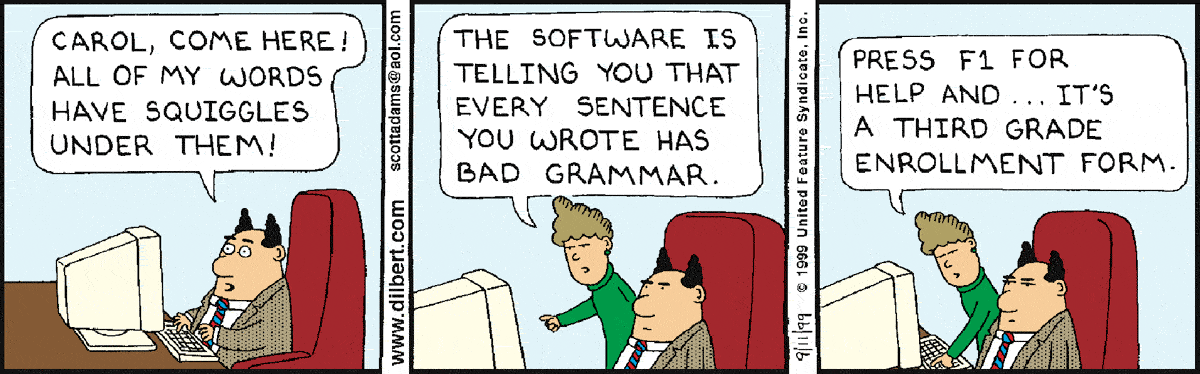 CAROL, COME HERE!
ALL OF MY WORDS
HAVE SQUIGGLES
UNDER THEM!
www.dilbert.com scottadams@aol.com
THE SOFTWARE IS
TELLING YOU THAT
EVERY SENTENCE
YOU WROTE HAS
BAD GRAMMAR.
9/11/99 © 1999 United Feature Syndicate, Inc.
PRESS F1 FOR
HELP AND ... IT'S
A THIRD GRADE
ENROLLMENT FORM.